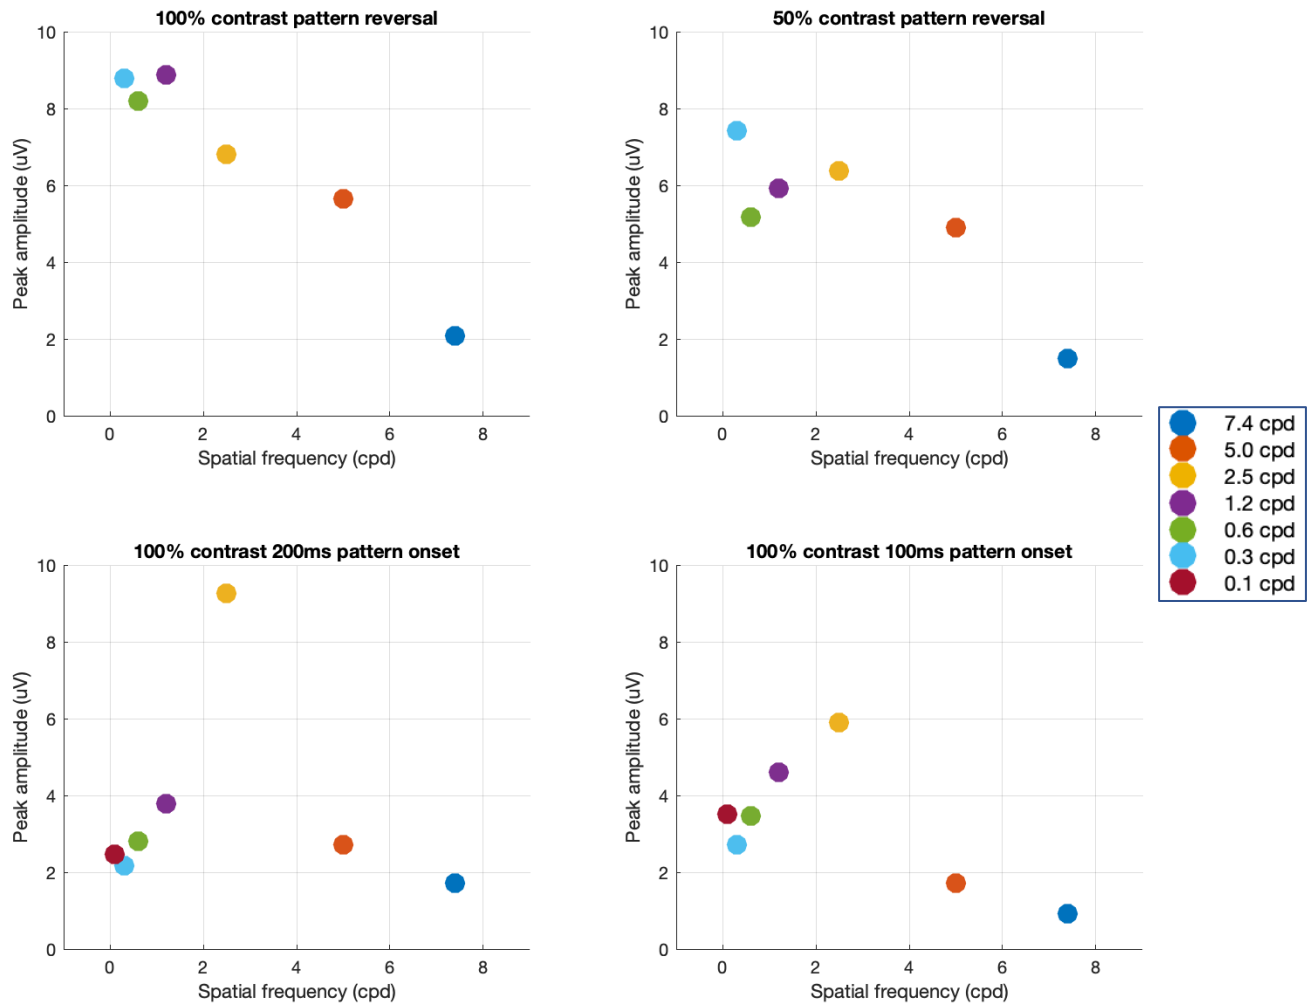 100% contrast pattern reversal
10
8
6
4
2
0
Peak amplitude (uV)
0 2 4 6 8
Spatial frequency (cpd)
50% contrast pattern reversal
10
8
6
4
2
0
Peak amplitude (uV)
0 2 4 6 8
Spatial frequency (cpd)
7.4 cpd
5.0 cpd
2.5 cpd
1.2 cpd
0.6 cpd
0.3 cpd
0.1 cpd
100% contrast 200ms pattern onset
10
8
6
4
2
0
Peak amplitude (uV)
0 2 4 6 8
Spatial frequency (cpd)
100% contrast 100ms pattern onset
10
8
6
4
2
0
Peak amplitude (uV)
0 2 4 6 8
Spatial frequency (cpd)